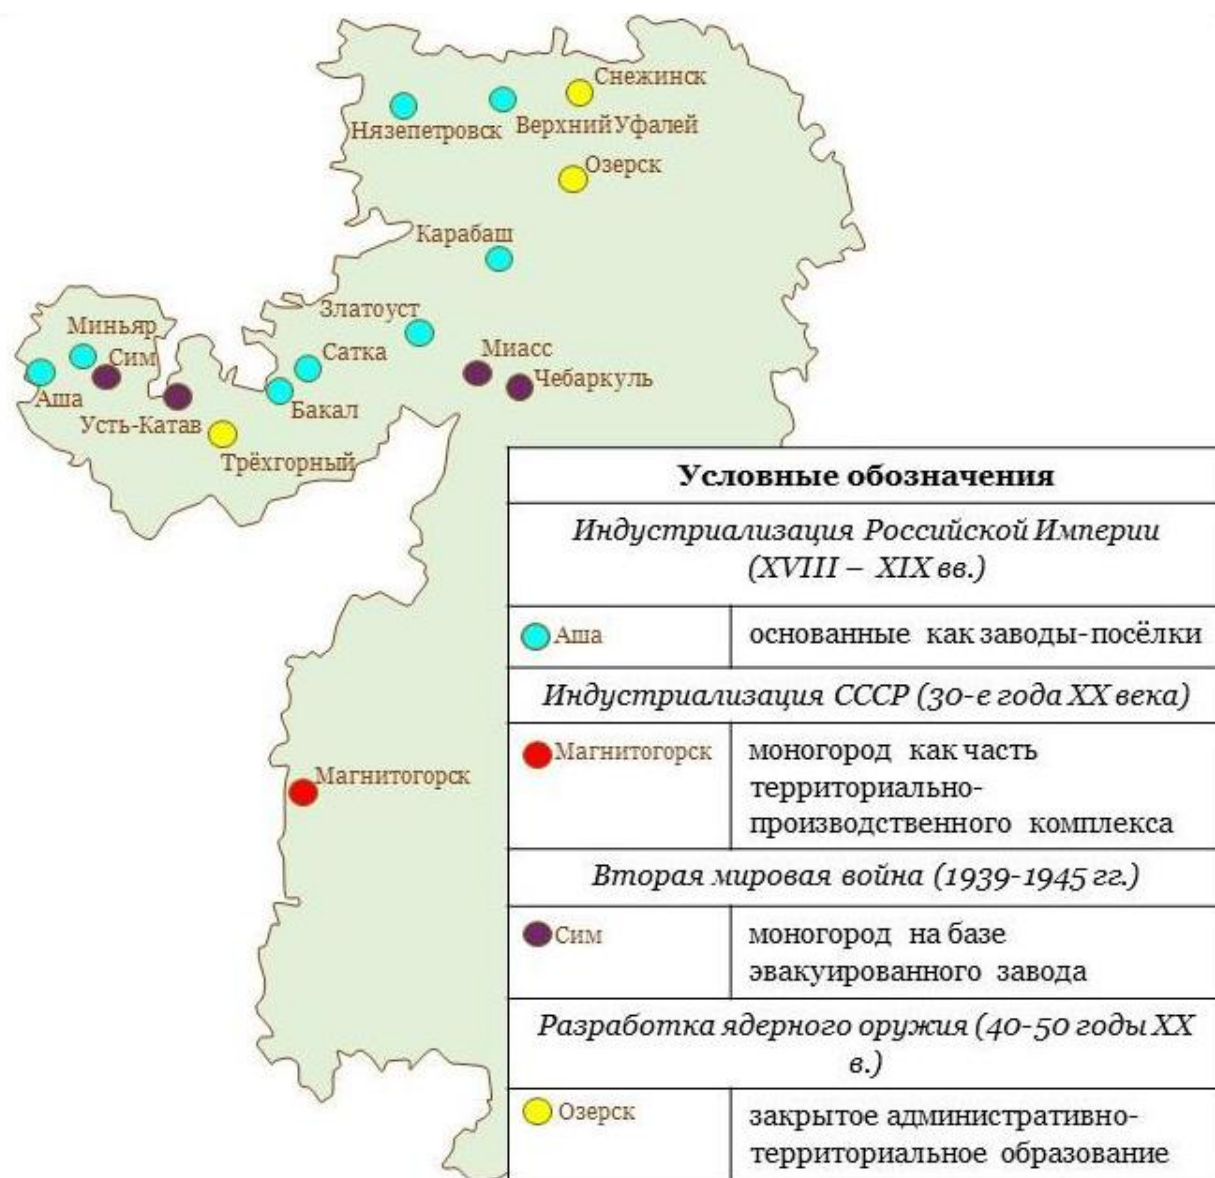 Снежинск
Нязепетровск
Верхний Уфалей
Озерск
Карабаш
Златоуст
Миньяр
Сим
Сатка
Миасс
Чебаркуль
Аша
Бакал
Усть-Катав
Трёхгорный
Магнитогорск
Условные обозначения
Индустриализация Российской Империи
(XVIII – XIX вв.)
Аша
основанные как заводы-посёлки
Индустриализация СССР (30-е года XX века)
Магнитогорск
моногород как часть
территориально-
производственного комплекса
Вторая мировая война (1939-1945 гг.)
Сим
моногород на базе
эвакуированного завода
Разработка ядерного оружия (40-50 годы XX
в.)
Озерск
закрытое административно-
территориальное образование